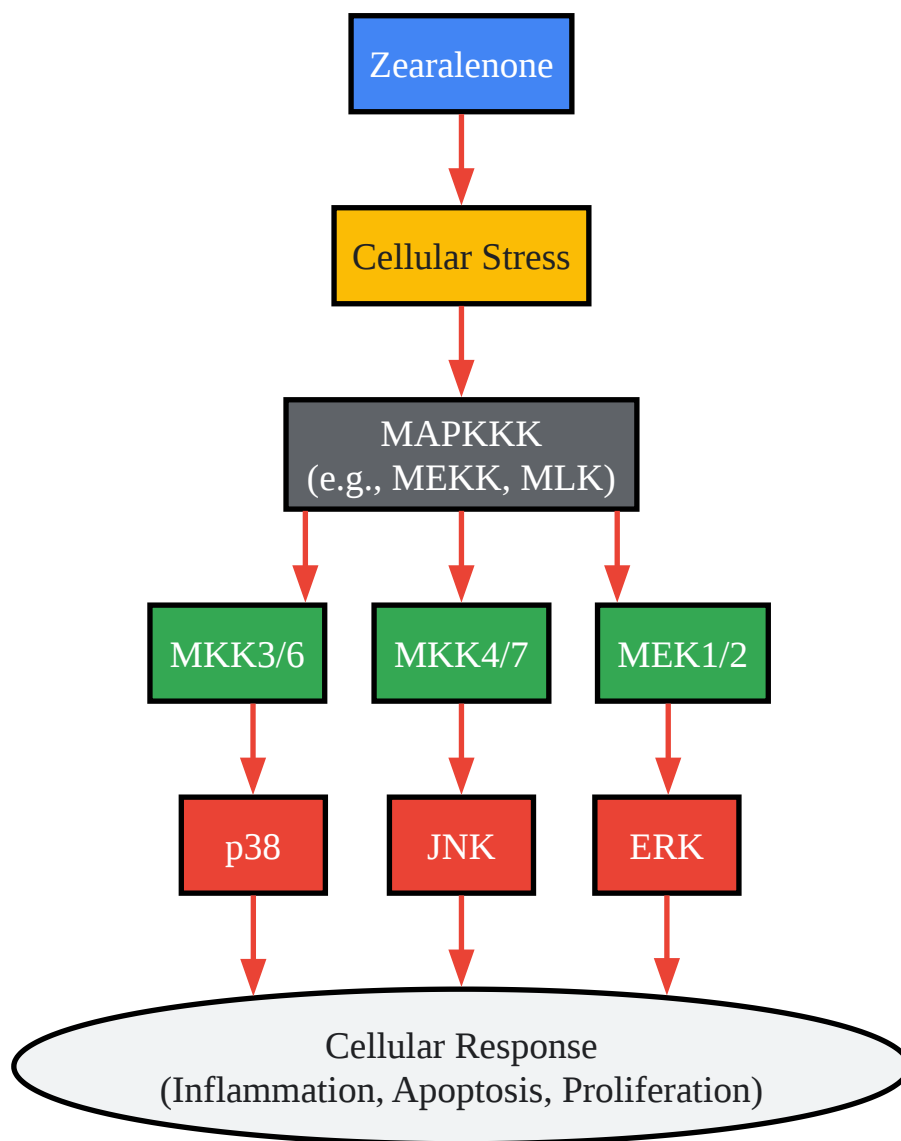 Zearalenone
Cellular Stress
MAPKKK
(e.g., MEKK, MLK)
MKK3/6
MKK4/7
MEK1/2
p38
JNK
ERK
Cellular Response
(Inflammation, Apoptosis, Proliferation)